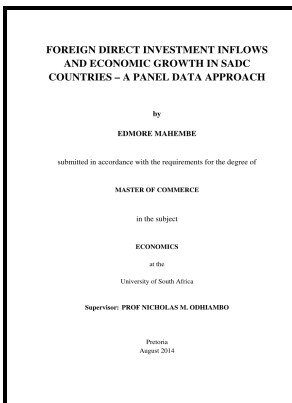 FOREIGN DIRECT INVESTMENT INFLOWS
AND ECONOMIC GROWTH IN SADC
COUNTRIES – A PANEL DATA APPROACH
by
EDMORE MAHEMBE
submitted in accordance with the requirements for the degree of
MASTER OF COMMERCE
in the subject
ECONOMICS
at the
University of South Africa
Supervisor: PROF NICHOLAS M. ODHIAMBO
Pretoria
August 2014